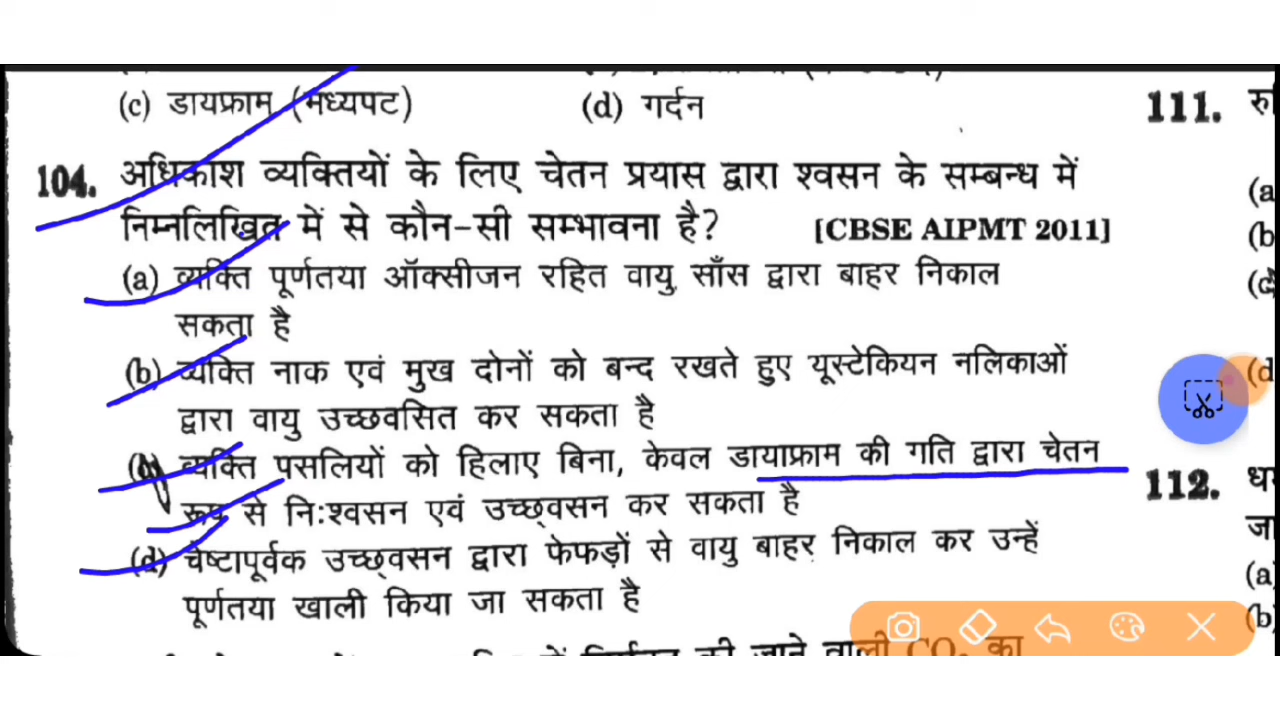 (c) डायफ्राम (मध्यपट) (d) गर्दन
104. अधिकांश व्यक्तियों के लिए चेतन प्रयास द्वारा श्वसन के सम्बन्ध में
निम्नलिखित में से कौन-सी सम्भावना है? [CBSE AIPMT 2011]
(a) व्यक्ति पूर्णतया ऑक्सीजन रहित वायु साँस द्वारा बाहर निकाल
सकता है
(b) व्यक्ति नाक एवं मुख दोनों को बन्द रखते हुए यूस्टेकियन नलिकाओं
द्वारा वायु उच्छवसित कर सकता है
व्यक्ति पसलियों को हिलाए बिना, केवल डायाफ्राम की गति द्वारा चेतन
रूप से निःश्वसन एवं उच्छ्वसन कर सकता है
(d) चेष्टापूर्वक उच्छ्वसन द्वारा फेफड़ों से वायु बाहर निकाल कर उन्हें
पूर्णतया खाली किया जा सकता है
की जाने वाली CO₂ का
111. रु
(a
(b
(c
(d
112. ध
ज
(a)
(b)